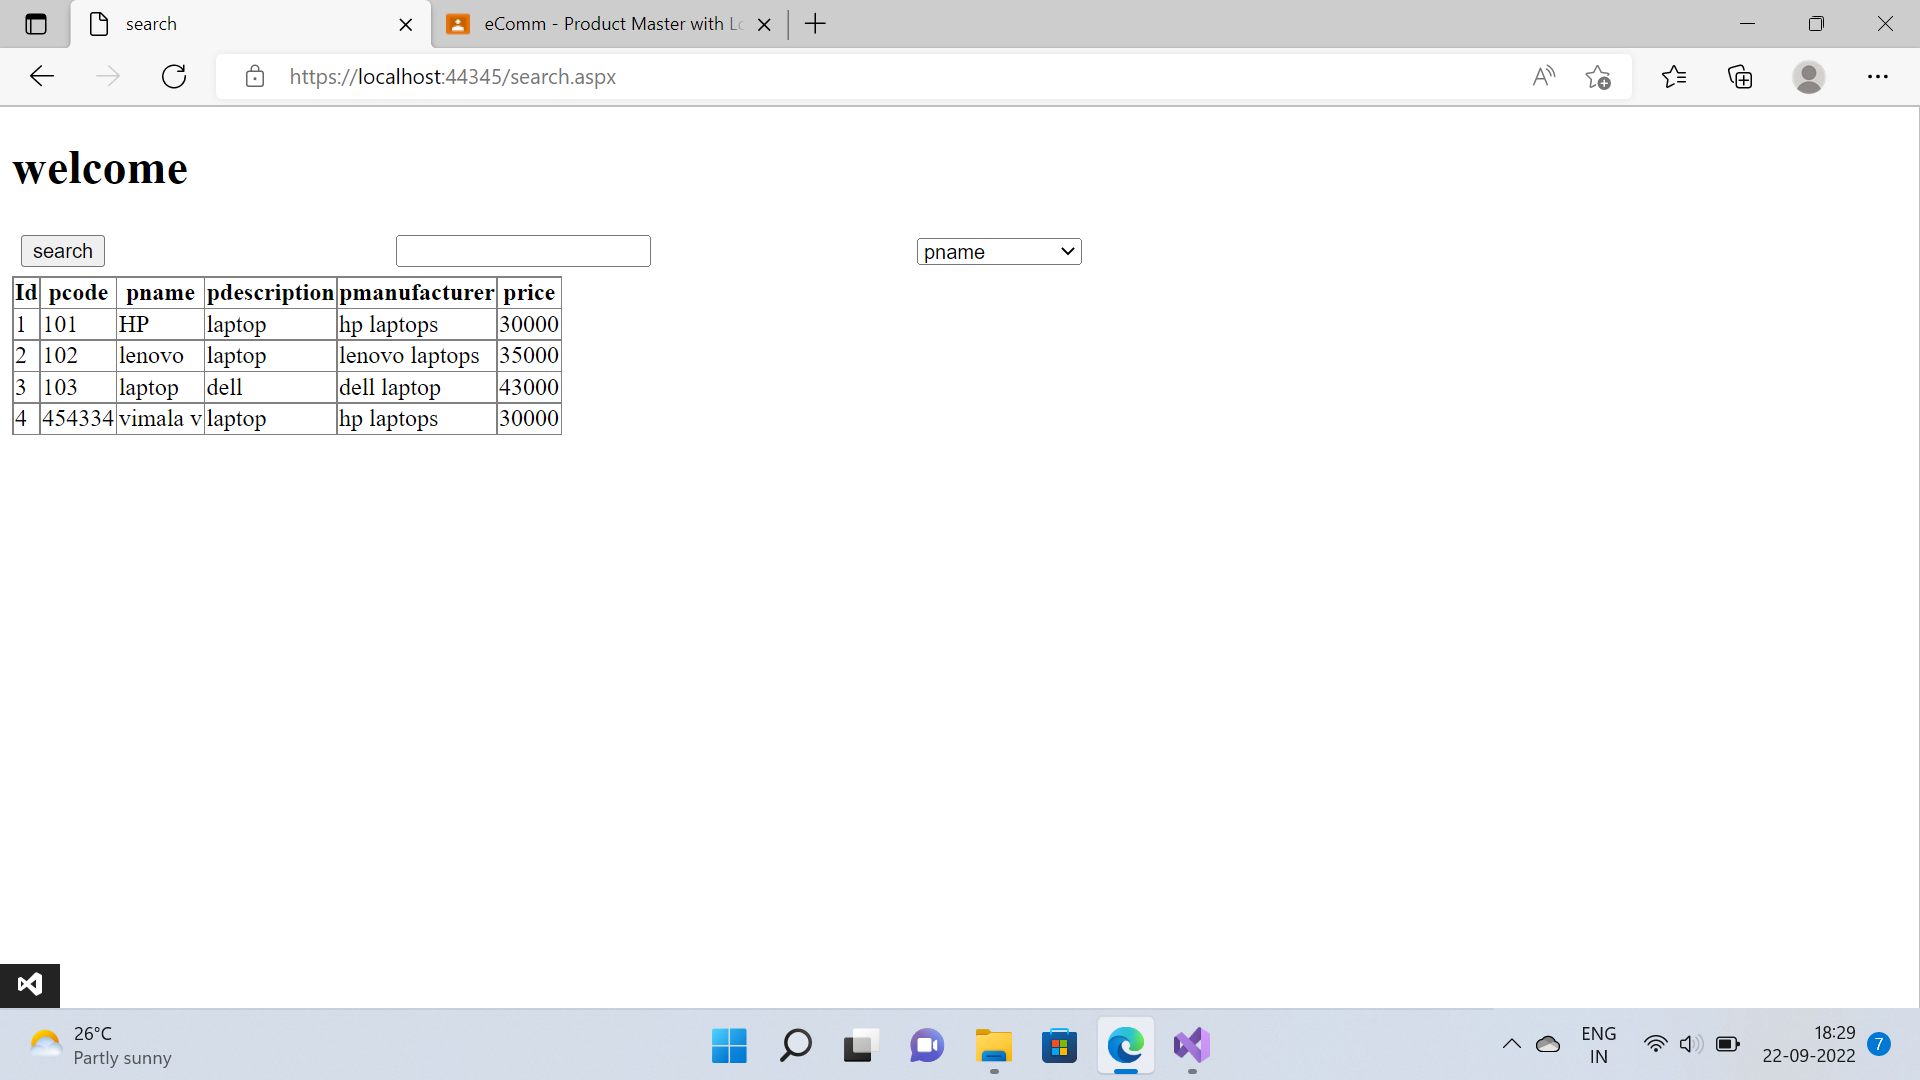 search
eComm - Product Master with Lo
https://localhost:44345/search.aspx
welcome
search pname
Id pcode pname pdescription pmanufacturer price
1 101 HP laptop hp laptops 30000
2 102 lenovo laptop lenovo laptops 35000
3 103 laptop dell dell laptop 43000
4 454334 vimala v laptop hp laptops 30000
26°C
Partly sunny
ENG
IN
18:29
22-09-2022
7